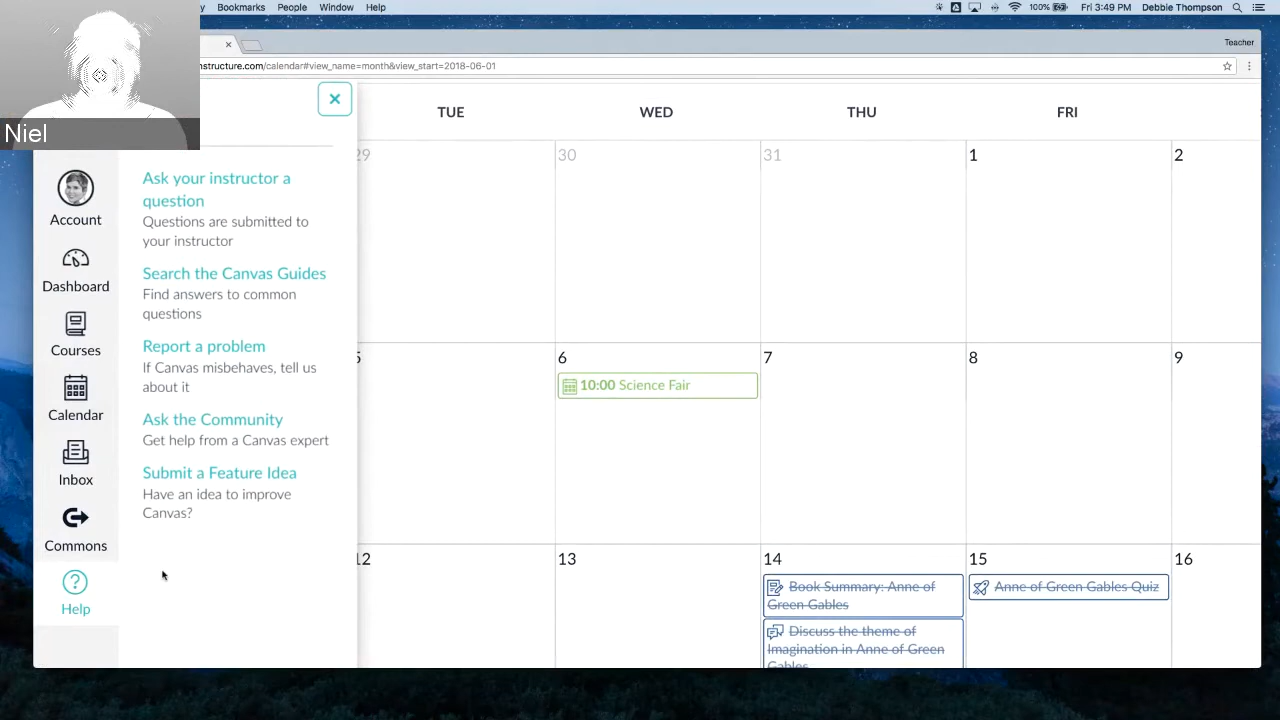 y Bookmarks People Window Help 100% Fri 3:49 PM Debbie Thompson
Teacher
nstructure.com/calendar#view_name=month&view_start=2018-06-01
Niel
TUE WED THU FRI
29 30 31 1 2
Ask your instructor a
question
Questions are submitted to
your instructor
Search the Canvas Guides
Find answers to common
questions
Report a problem
If Canvas misbehaves, tell us
about it
Ask the Community
Get help from a Canvas expert
Submit a Feature Idea
Have an idea to improve
Canvas?
Account
Dashboard
Courses
Calendar
Inbox
Commons
Help
5 6 7 8 9
10:00 Science Fair
12 13 14 15 16
Book Summary: Anne of
Green Gables
Discuss the theme of
Imagination in Anne of Green
Gables
Anne of Green Gables Quiz